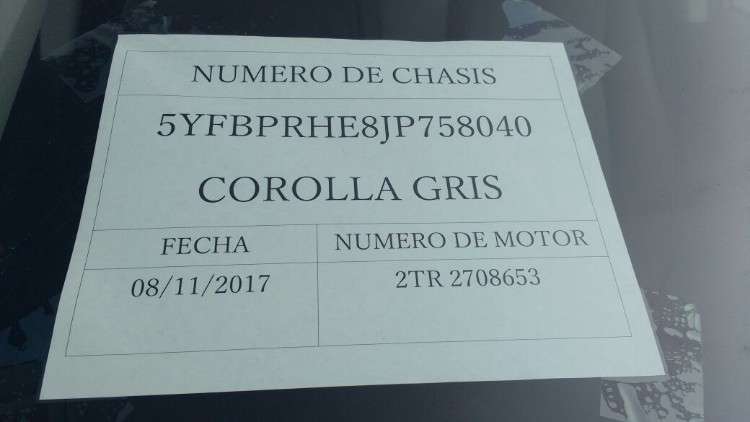 NUMERO DE CHASIS
5YFBPRHE8JP758040
COROLLA GRIS
FECHA
NUMERO DE MOTOR
08/11/2017
2TR 2708653